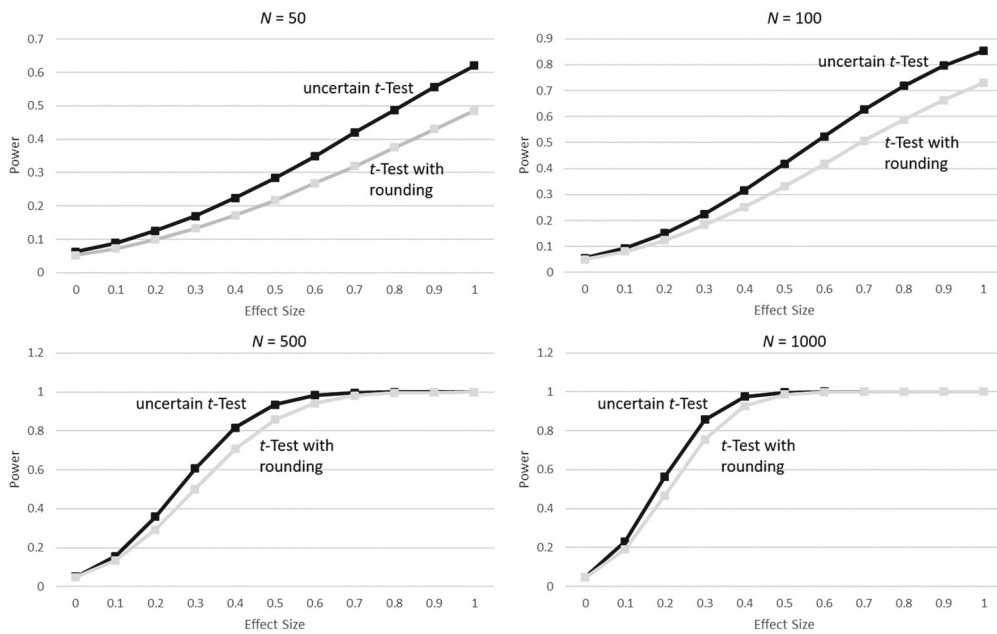 N = 50
0.7
0.6
0.5
0.4
0.3
0.2
0.1
0
Power
uncertain t-Test
t-Test with
rounding
0 0.1 0.2 0.3 0.4 0.5 0.6 0.7 0.8 0.9 1
Effect Size
N = 100
0.9
0.8
0.7
0.6
0.5
0.4
0.3
0.2
0.1
0
Power
uncertain t-Test
t-Test with
rounding
0 0.1 0.2 0.3 0.4 0.5 0.6 0.7 0.8 0.9 1
Effect Size
N = 500
1.2
1
0.8
0.6
0.4
0.2
0
Power
uncertain t-Test
t-Test with
rounding
0 0.1 0.2 0.3 0.4 0.5 0.6 0.7 0.8 0.9 1
Effect Size
N = 1000
1.2
1
0.8
0.6
0.4
0.2
0
Power
uncertain t-Test
t-Test with
rounding
0 0.1 0.2 0.3 0.4 0.5 0.6 0.7 0.8 0.9 1
Effect Size